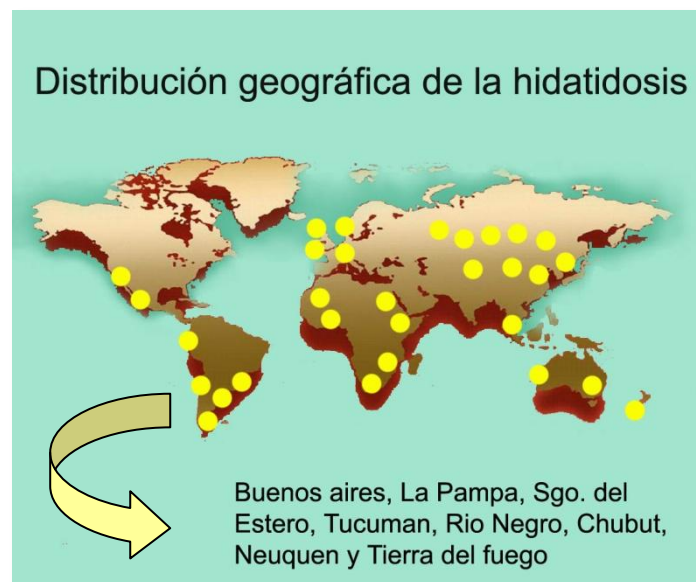 Distribución geográfica de la hidatidosis
Buenos aires, La Pampa, Sgo. del
Estero, Tucuman, Rio Negro, Chubut,
Neuquen y Tierra del fuego